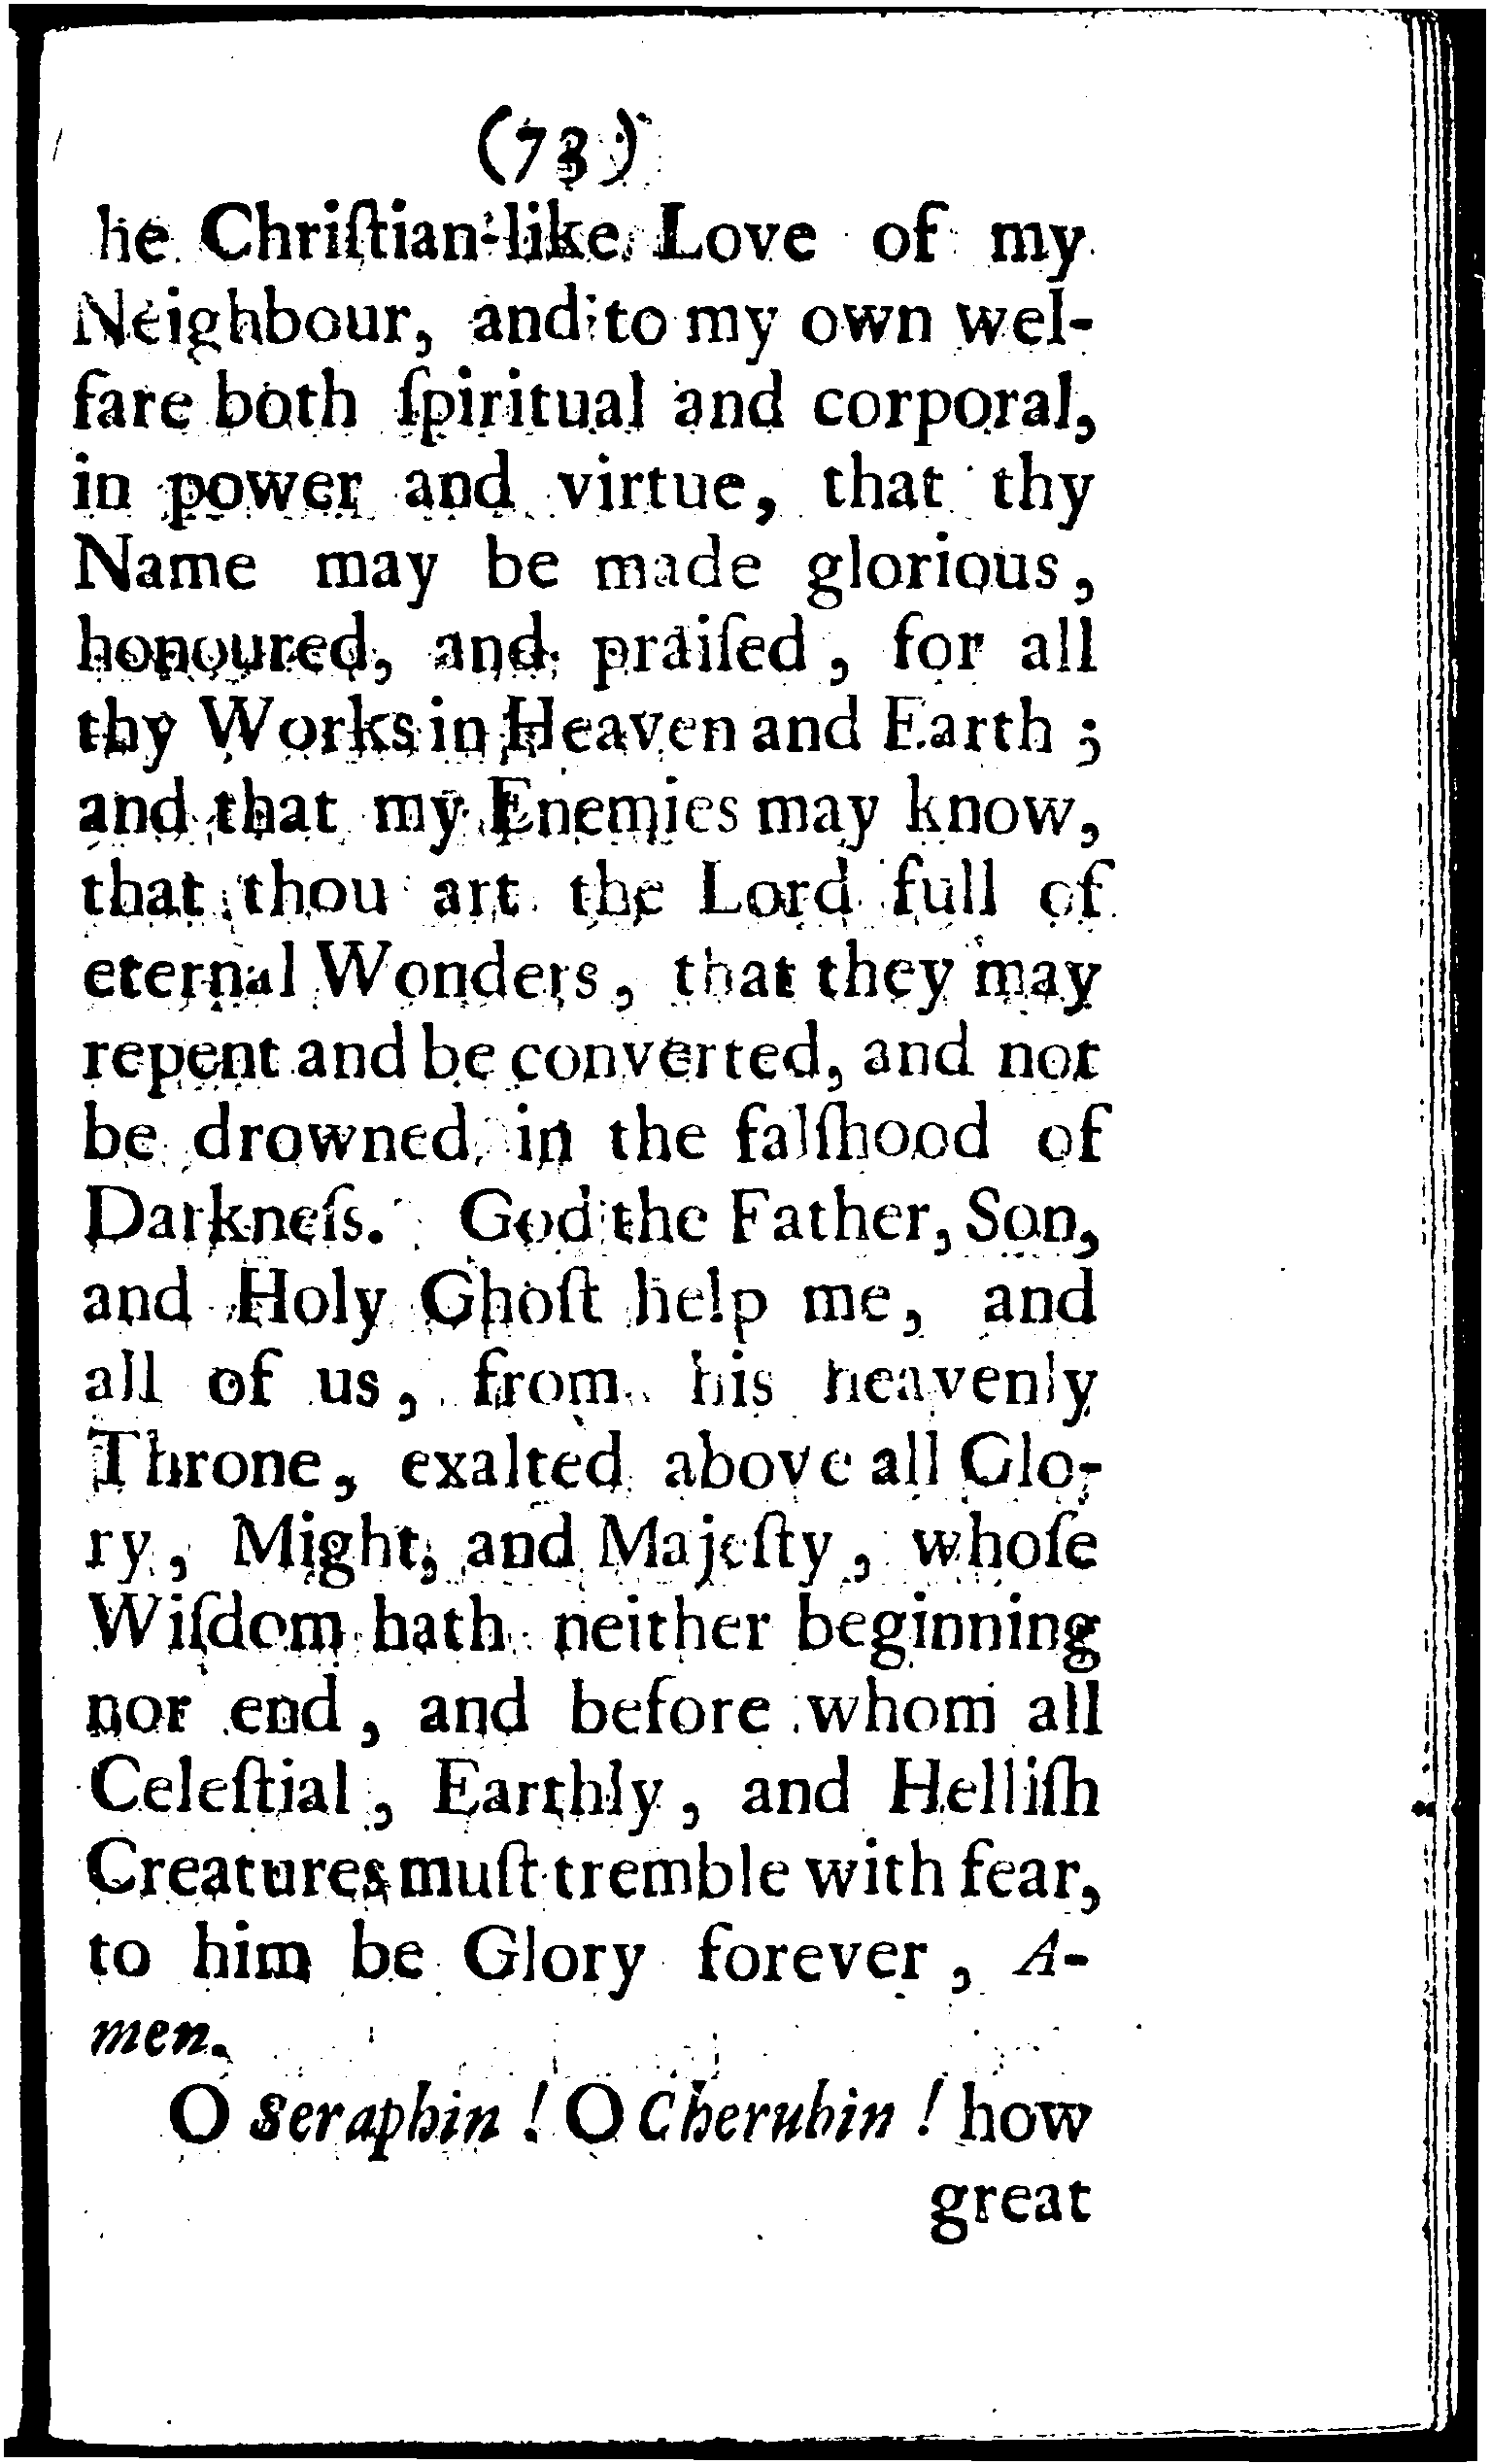 (73)
he Chriſtian-like Love of my
Neighbour, and to my own wel-
fare both ſpiritual and corporal,
in power and virtue, that thy
Name may be made glorious,
honoured, and praiſed, for all
thy Works in Heaven and Earth;
and that my Enemies may know,
that thou art the Lord full of
eternal Wonders, that they may
repent and be converted, and not
be drowned in the falſhood of
Darkneſs. God the Father, Son,
and Holy Ghoſt help me, and
all of us, from his heavenly
Throne, exalted above all Glo-
ry, Might, and Majeſty, whoſe
Wiſdom hath neither beginning
nor end, and before whom all
Celeſtial, Earthly, and Helliſh
Creatures muſt tremble with fear,
to him be Glory forever, A-
men.
O Seraphin! O Cherubin! how
great